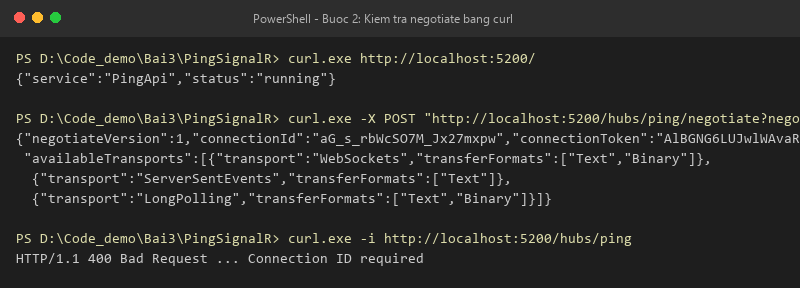 PowerShell - Buoc 2: Kiem tra negotiate bang curl
PS D:\Code_demo\Bai3\PingSignalR> curl.exe http://localhost:5200/
{"service":"PingApi","status":"running"}
PS D:\Code_demo\Bai3\PingSignalR> curl.exe -X POST "http://localhost:5200/hubs/ping/negotiate?nego
{"negotiateVersion":1,"connectionId":"aG_s_rbWcSO7M_Jx27mxpw","connectionToken":"AlBGNG6LUJwlWAvaR
"availableTransports":[{"transport":"WebSockets","transferFormats":["Text","Binary"]},
{"transport":"ServerSentEvents","transferFormats":["Text"]},
{"transport":"LongPolling","transferFormats":["Text","Binary"]}]}
PS D:\Code_demo\Bai3\PingSignalR> curl.exe -i http://localhost:5200/hubs/ping
HTTP/1.1 400 Bad Request ... Connection ID required